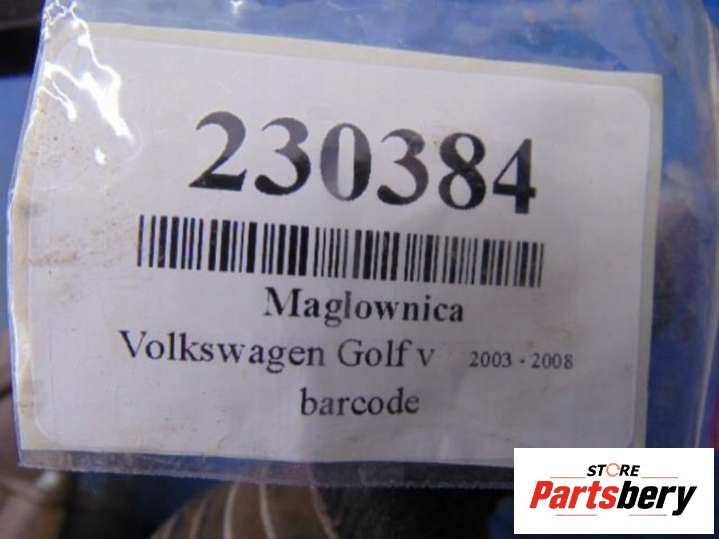 230384
Maglownica
Volkswagen Golf v 2003 - 2008
barcode
STORE
Partsbery